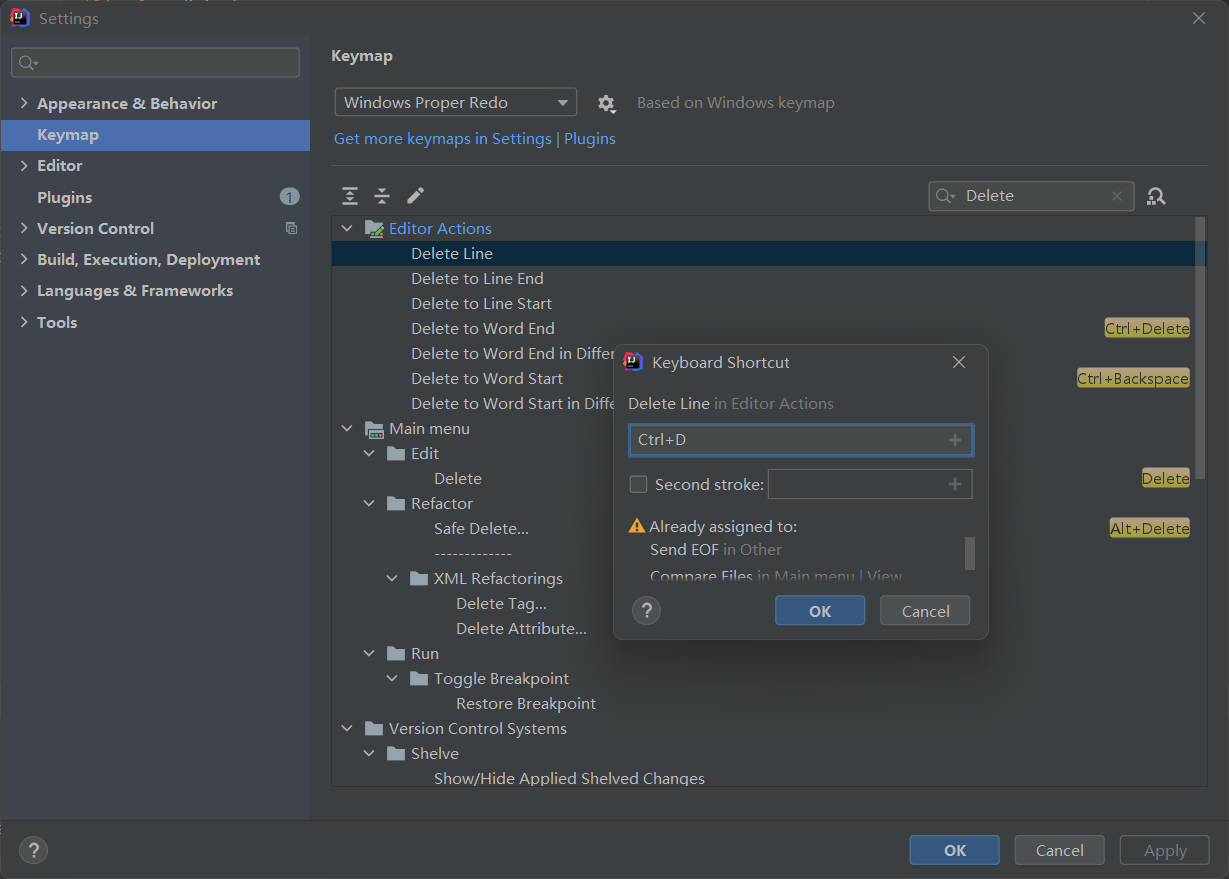 Settings
Keymap
Appearance & Behavior
Keymap
Editor
Plugins
1
Version Control
Build, Execution, Deployment
Languages & Frameworks
Tools
Windows Proper Redo
Based on Windows keymap
Get more keymaps in Settings | Plugins
Delete
Editor Actions
Delete Line
Delete to Line End
Delete to Line Start
Delete to Word End
Ctrl+Delete
Delete to Word End in Differ
Delete to Word Start
Ctrl+Backspace
Delete to Word Start in Diffe
Main menu
Edit
Delete
Delete
Refactor
Safe Delete...
Alt+Delete
-------------
XML Refactorings
Delete Tag...
Delete Attribute...
Run
Toggle Breakpoint
Restore Breakpoint
Version Control Systems
Shelve
Show/Hide Applied Shelved Changes
Keyboard Shortcut
Delete Line in Editor Actions
Ctrl+D
Second stroke:
Already assigned to:
Send EOF in Other
Compare Files in Main menu | View
?
OK
Cancel
?
OK
Cancel
Apply